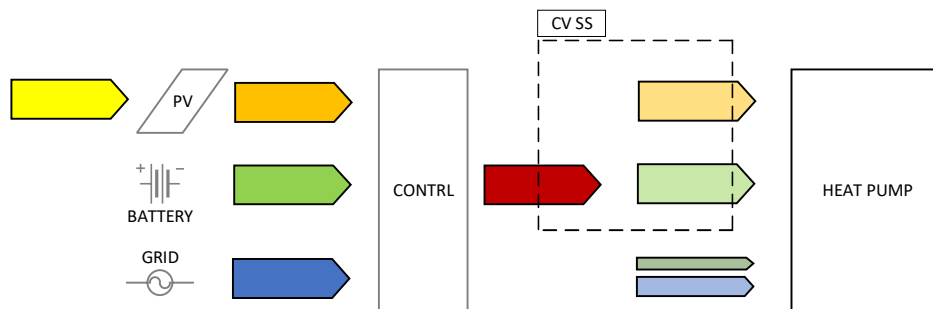 CV SS
PV
+ −
BATTERY
CONTRL
HEAT PUMP
GRID